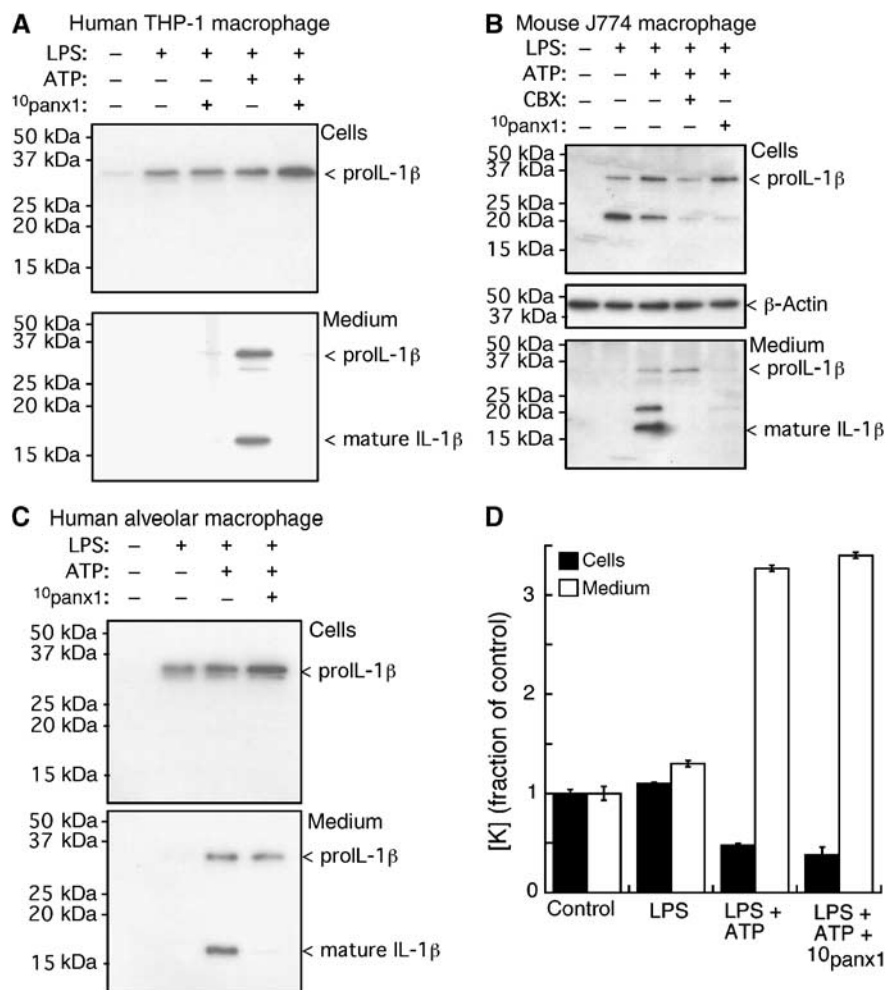 A Human THP-1 macrophage
LPS: – + + + +
ATP: – – – + +
¹⁰panx1: – – + – +
Cells
50 kDa
37 kDa
25 kDa
20 kDa
15 kDa
< proIL-1β
Medium
50 kDa
37 kDa
25 kDa
20 kDa
15 kDa
< proIL-1β
< mature IL-1β
B Mouse J774 macrophage
LPS: – + + + +
ATP: – – + + +
CBX: – – – + –
¹⁰panx1: – – – – +
Cells
50 kDa
37 kDa
25 kDa
20 kDa
15 kDa
< proIL-1β
50 kDa
37 kDa
< β-Actin
Medium
50 kDa
37 kDa
25 kDa
20 kDa
15 kDa
< proIL-1β
< mature IL-1β
C Human alveolar macrophage
LPS: – + + +
ATP: – – + +
¹⁰panx1: – – – +
Cells
50 kDa
37 kDa
25 kDa
20 kDa
15 kDa
< proIL-1β
Medium
50 kDa
37 kDa
25 kDa
20 kDa
15 kDa
< proIL-1β
< mature IL-1β
D
Cells
Medium
[K] (fraction of control)
3
2
1
0
Control
LPS
LPS +
ATP
LPS +
ATP +
¹⁰panx1